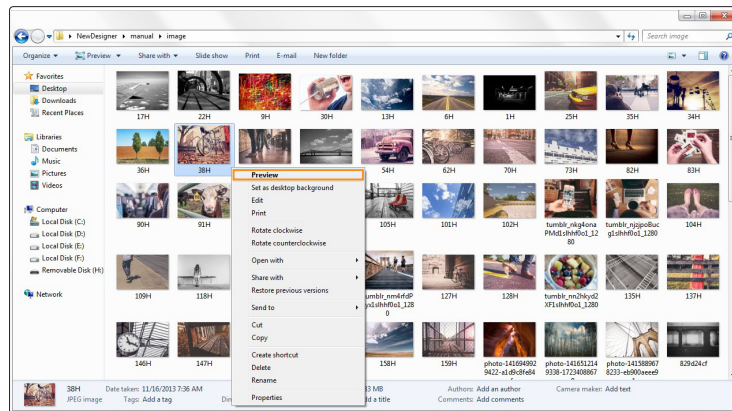 NewDesigner ▸ manual ▸ image
Search image
Organize Preview Share with Slide show Print E-mail New folder
Favorites
Desktop
Downloads
Recent Places
Libraries
Documents
Music
Pictures
Videos
Computer
Local Disk (C:)
Local Disk (D:)
Local Disk (E:)
Local Disk (F:)
Removable Disk (H:)
Network
17H 22H 9H 30H 13H 6H 1H 25H 35H 34H
36H 38H 54H 62H 70H 73H 82H 83H
90H 91H 105H 101H 102H tumblr_nkg4ona tumblr_njzjpoBuc 104H
PMd1slhhf0o1_12 g1slhhf0o1_1280
80
109H 118H 127H 128H tumblr_nn2hkyd2 135H 137H
XF1slhhf0o1_1280
0
146H 147H 158H 159H photo-141694992 photo-141651214 photo-141588967 829d24cf
9422-a1d9c8fe84 9338-1723408867 8233-eb900aeee9
Preview
Set as desktop background
Edit
Print
Rotate clockwise
Rotate counterclockwise
Open with
Share with
Restore previous versions
Send to
Cut
Copy
Create shortcut
Delete
Rename
Properties
38H Date taken: 11/16/2013 7:36 AM MB Authors: Add an author Camera maker: Add text
JPEG image Tags: Add a tag a title Comments: Add comments